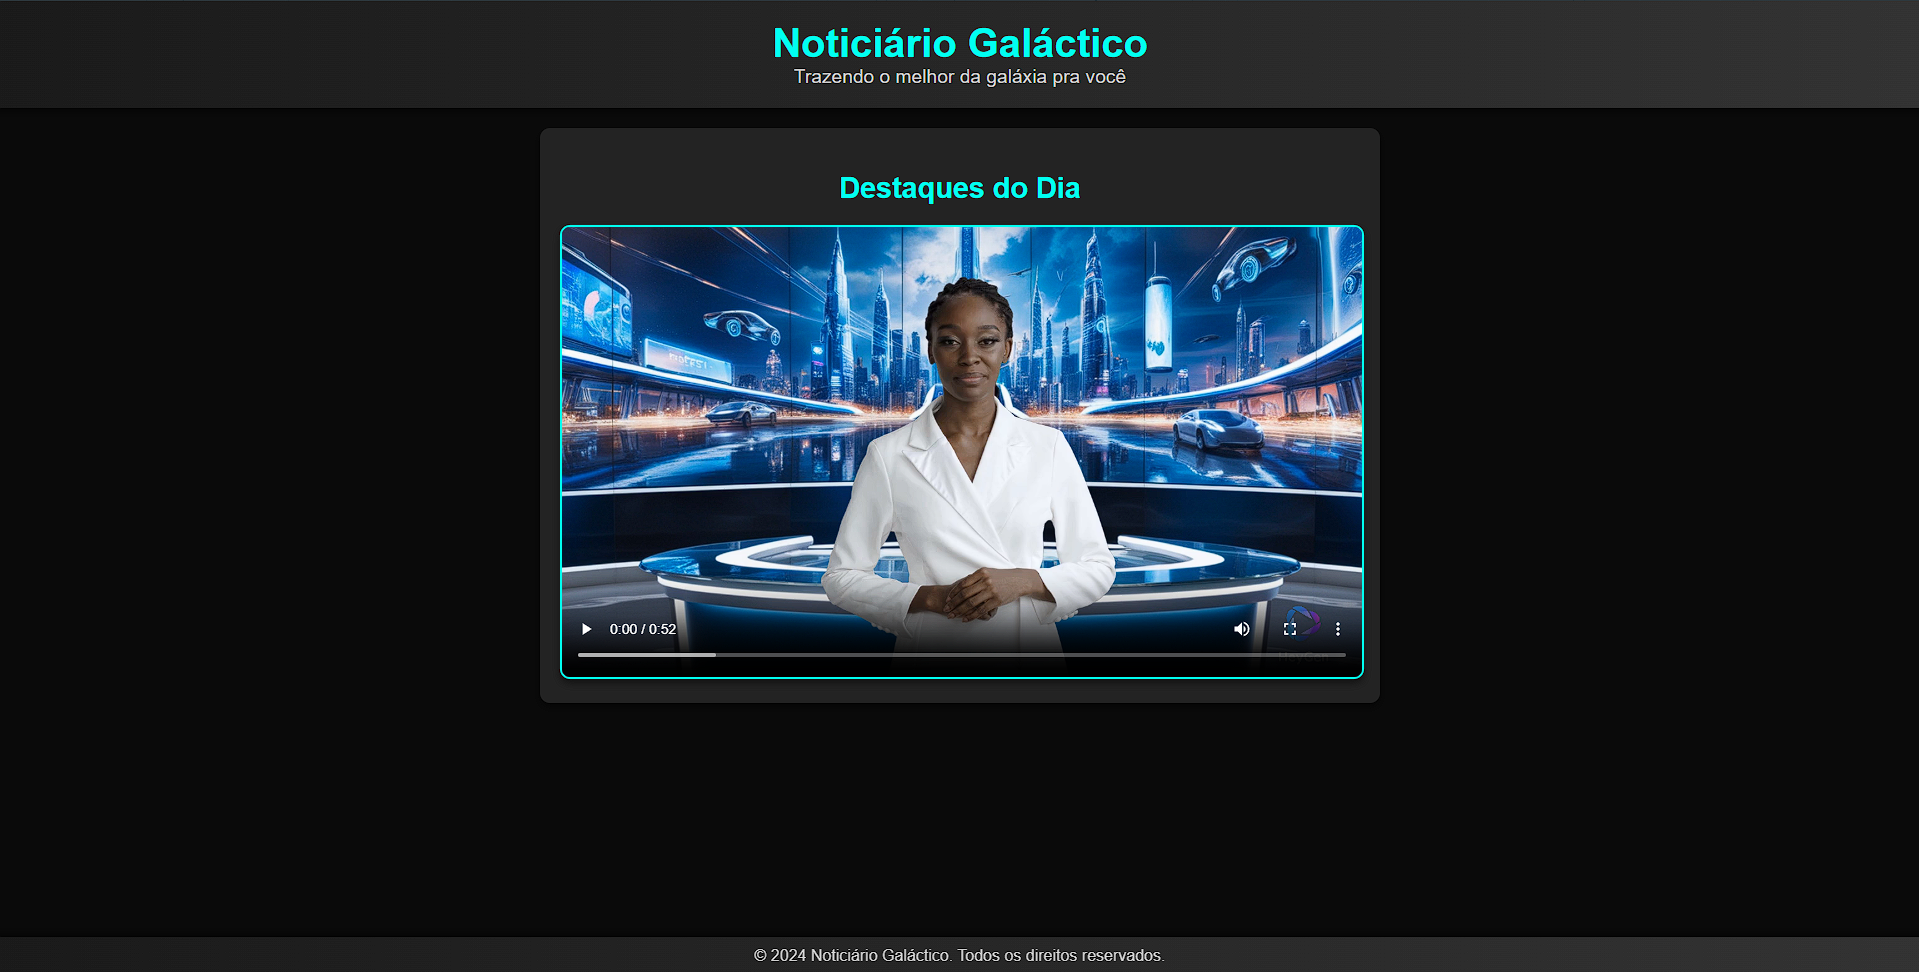 Noticiário Galáctico
Trazendo o melhor da galáxia pra você
Destaques do Dia
0:00 / 0:52
© 2024 Noticiário Galáctico. Todos os direitos reservados.